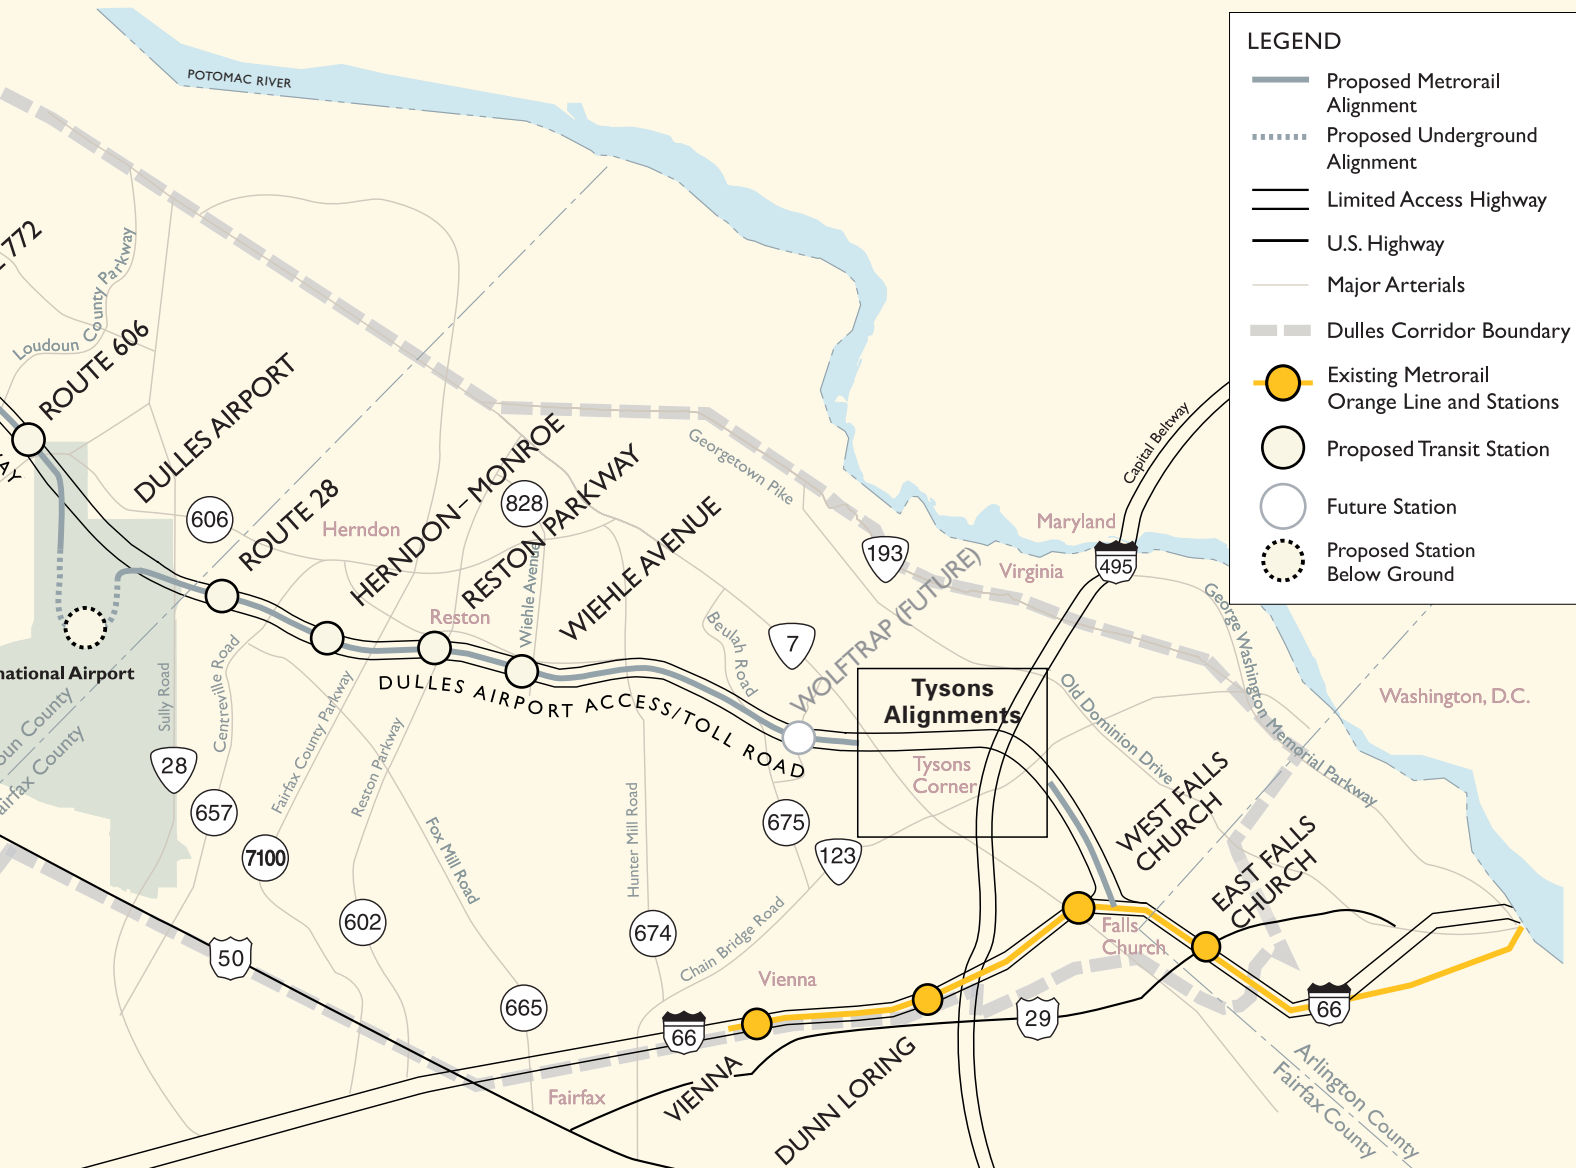 LEGEND
Proposed Metrorail
Alignment
Proposed Underground
Alignment
Limited Access Highway
U.S. Highway
Major Arterials
Dulles Corridor Boundary
Existing Metrorail
Orange Line and Stations
Proposed Transit Station
Future Station
Proposed Station
Below Ground
POTOMAC RIVER
772
Loudoun County Parkway
ROUTE 606
DULLES AIRPORT
ROUTE 28
HERNDON–MONROE
RESTON PARKWAY
WIEHLE AVENUE
WOLFTRAP (FUTURE)
606
828
Herndon
Reston
Wiehle Avenue
Georgetown Pike
193
Maryland
Virginia
Capital Beltway
495
George Washington Memorial Parkway
Washington, D.C.
7
Beulah Road
Tysons
Alignments
Tysons
Corner
Old Dominion Drive
WEST FALLS
CHURCH
EAST FALLS
CHURCH
national Airport
oun County
airfax County
Sully Road
Centreville Road
Fairfax County Parkway
Reston Parkway
DULLES AIRPORT ACCESS/TOLL ROAD
28
657
7100
602
Fox Mill Road
Hunter Mill Road
675
123
674
Chain Bridge Road
50
665
Vienna
Falls
Church
66
66
29
VIENNA
DUNN LORING
Fairfax
Arlington County
Fairfax County